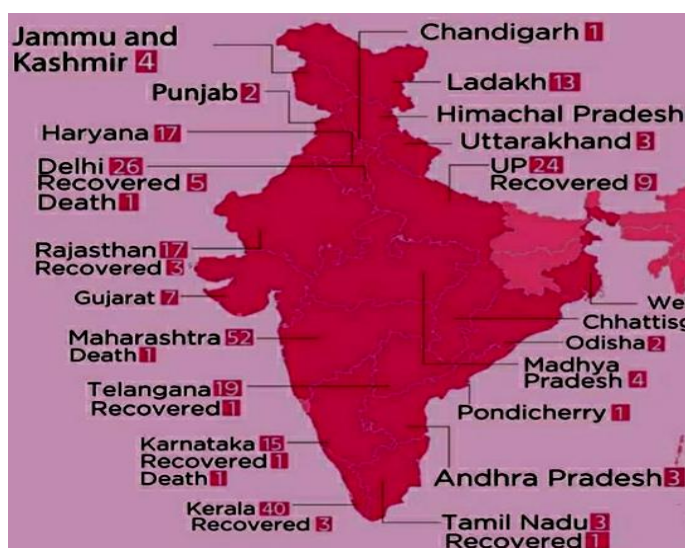 Jammu and
Kashmir 4
Chandigarh 1
Punjab 2
Ladakh 13
Himachal Pradesh
Haryana 17
Uttarakhand 3
Delhi 26
Recovered 5
Death 1
UP 24
Recovered 9
Rajasthan 17
Recovered 3
Gujarat 7
We
Chhattisg
Maharashtra 52
Death 1
Odisha 2
Madhya
Pradesh 4
Telangana 19
Recovered 1
Pondicherry 1
Karnataka 15
Recovered 1
Death 1
Andhra Pradesh 3
Kerala 40
Recovered 3
Tamil Nadu 3
Recovered 1